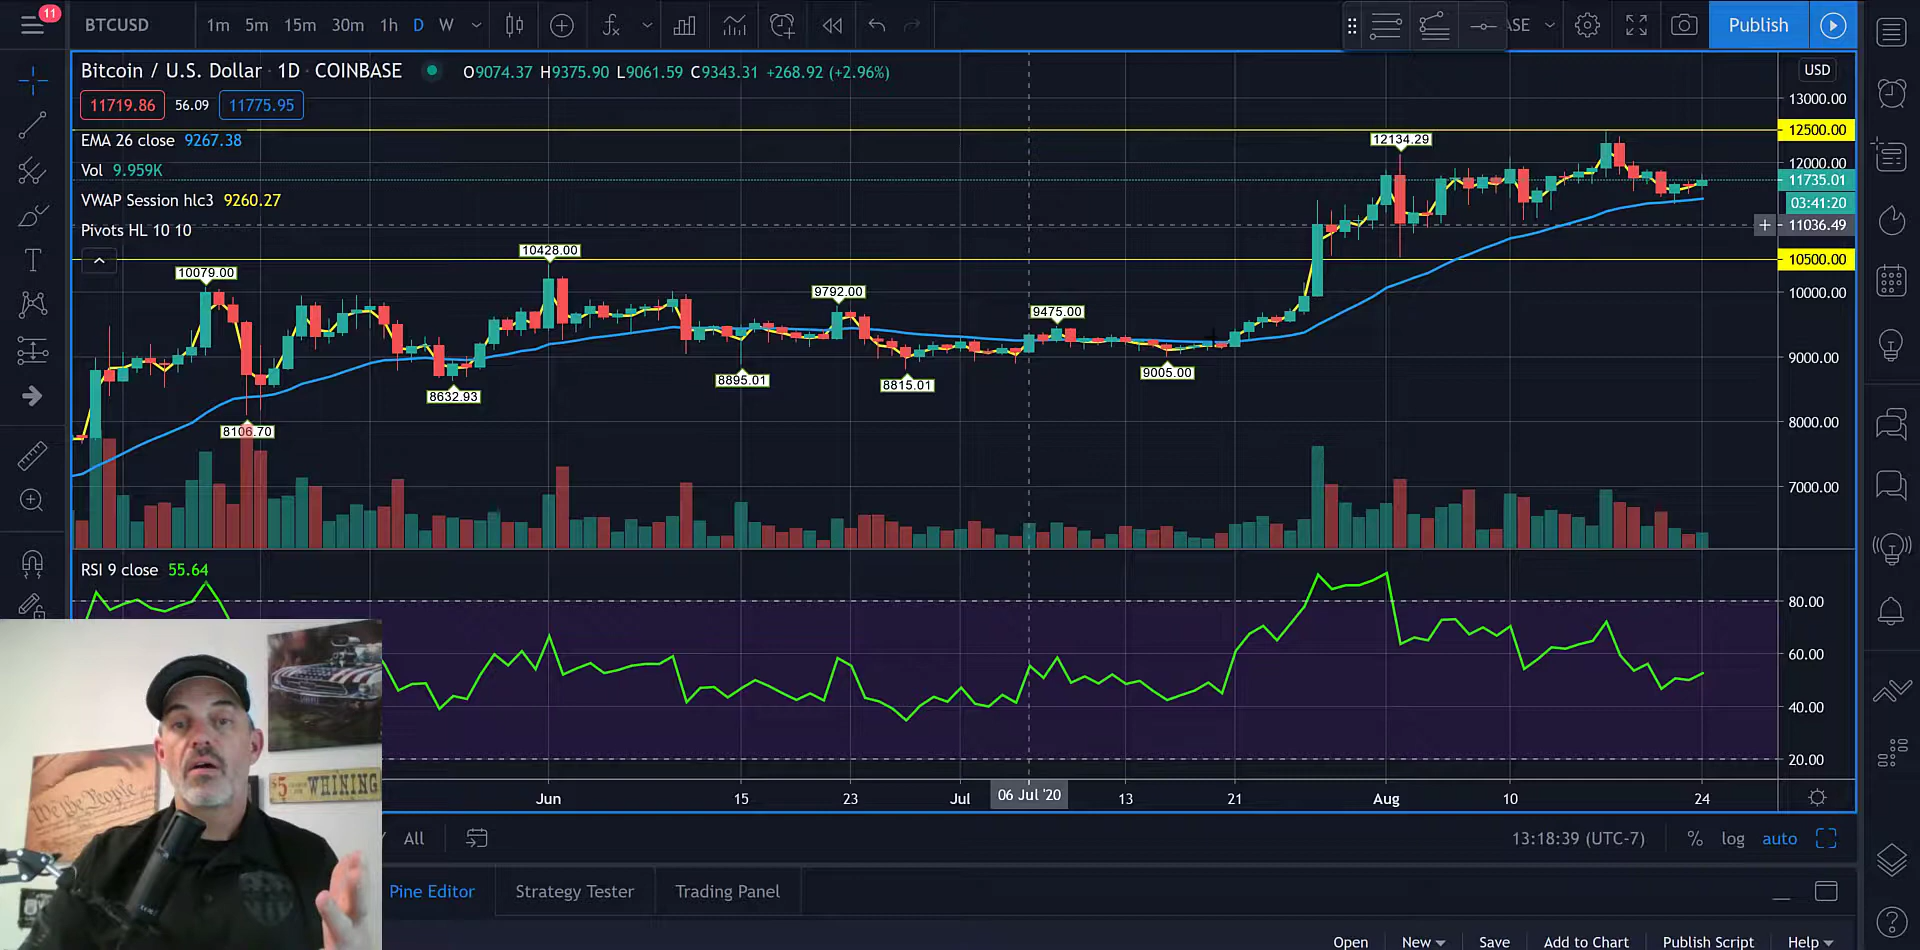 11
BTCUSD
1m 5m 15m 30m 1h D W
ASE
Publish
Bitcoin / U.S. Dollar · 1D · COINBASE
O9074.37 H9375.90 L9061.59 C9343.31 +268.92 (+2.96%)
USD
11719.86 56.09 11775.95
EMA 26 close 9267.38
Vol 9.959K
VWAP Session hlc3 9260.27
Pivots HL 10 10
13000.00
12500.00
12000.00
11735.01
03:41:20
11036.49
10500.00
10000.00
9000.00
8000.00
7000.00
12134.29
10428.00
10079.00
9792.00
9475.00
9005.00
8895.01
8815.01
8632.93
8106.70
RSI 9 close 55.64
80.00
60.00
40.00
20.00
We the People
$5 WHINING
Jun 15 23 Jul 06 Jul '20 13 21 Aug 10 24
All
13:18:39 (UTC-7)
% log auto
Pine Editor Strategy Tester Trading Panel
Open New Save Add to Chart Publish Script Help